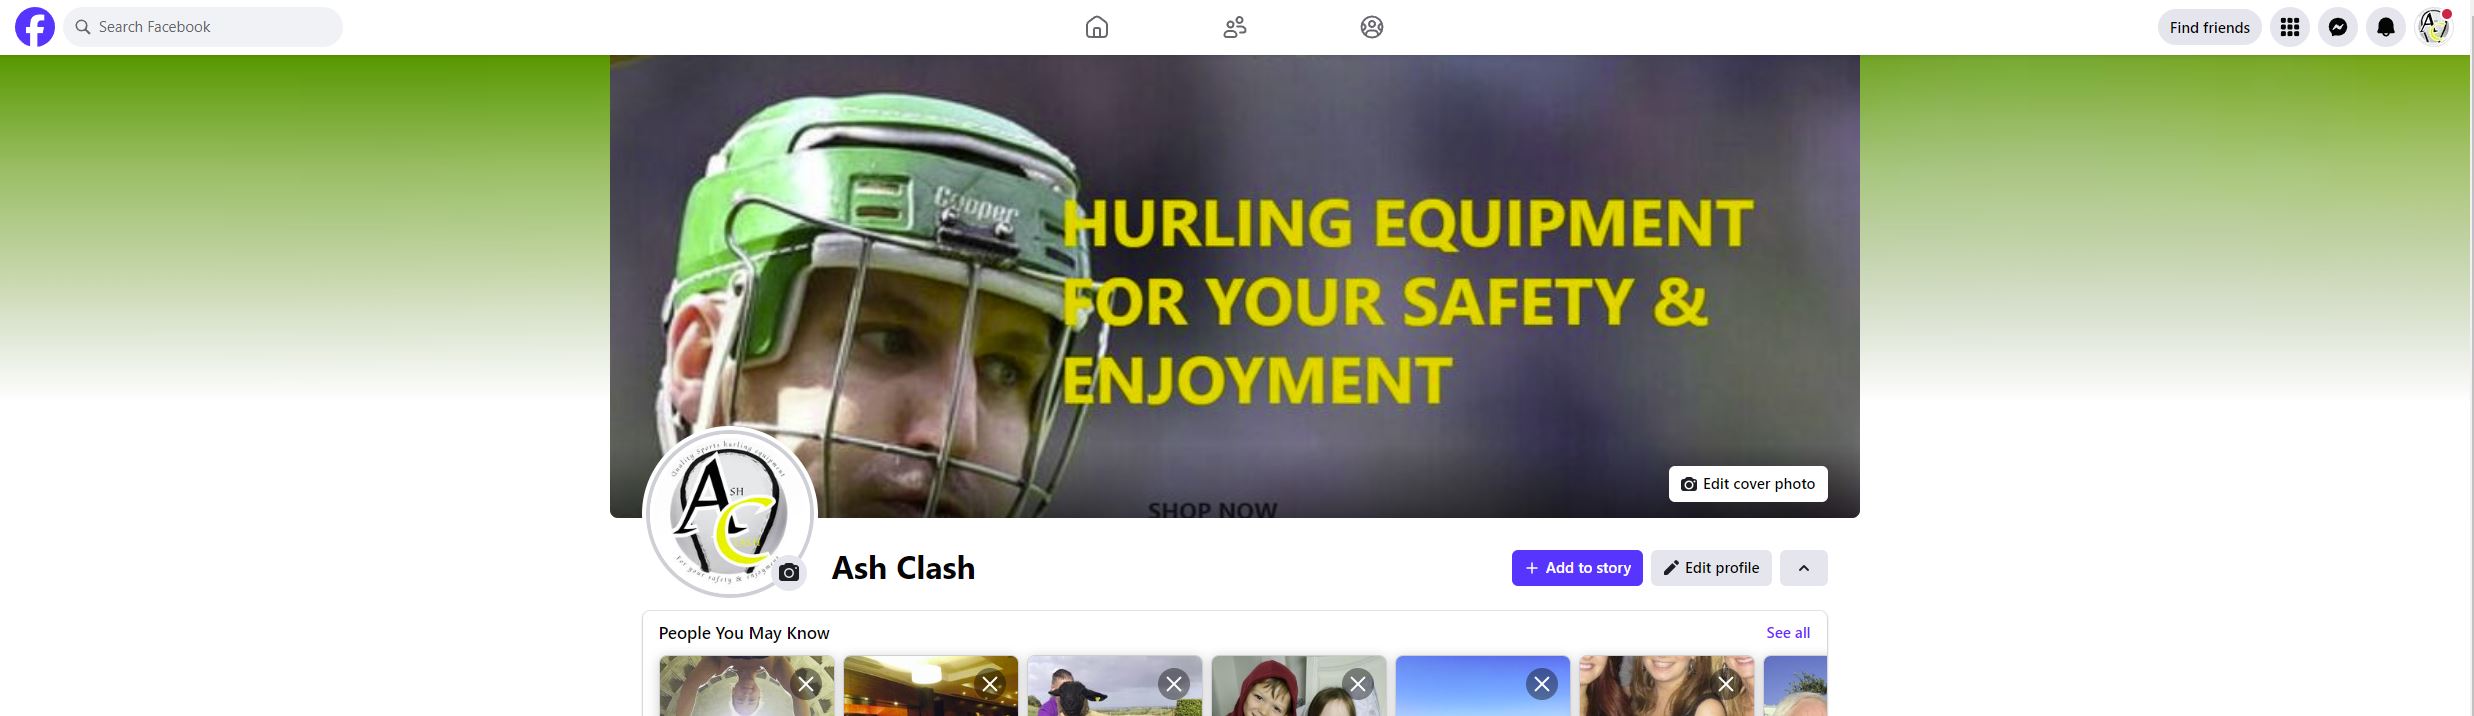 Search Facebook
Find friends
Cooper
HURLING EQUIPMENT
FOR YOUR SAFETY &
ENJOYMENT
SHOP NOW
Edit cover photo
Quality Sports hurling equipment
ASH
For your safety & enjoyment
Ash Clash
+ Add to story
Edit profile
People You May Know
See all